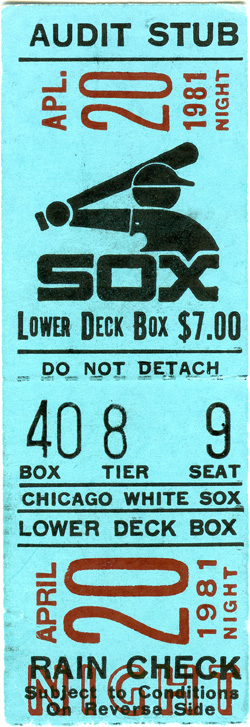 AUDIT STUB
APL. 20 1981 NIGHT
SOX
LOWER DECK BOX $7.00
DO NOT DETACH
40 8 9
BOX TIER SEAT
CHICAGO WHITE SOX
LOWER DECK BOX
APRIL 20 1981
NIGHT
RAIN CHECK
Subject to Conditions
On Reverse Side